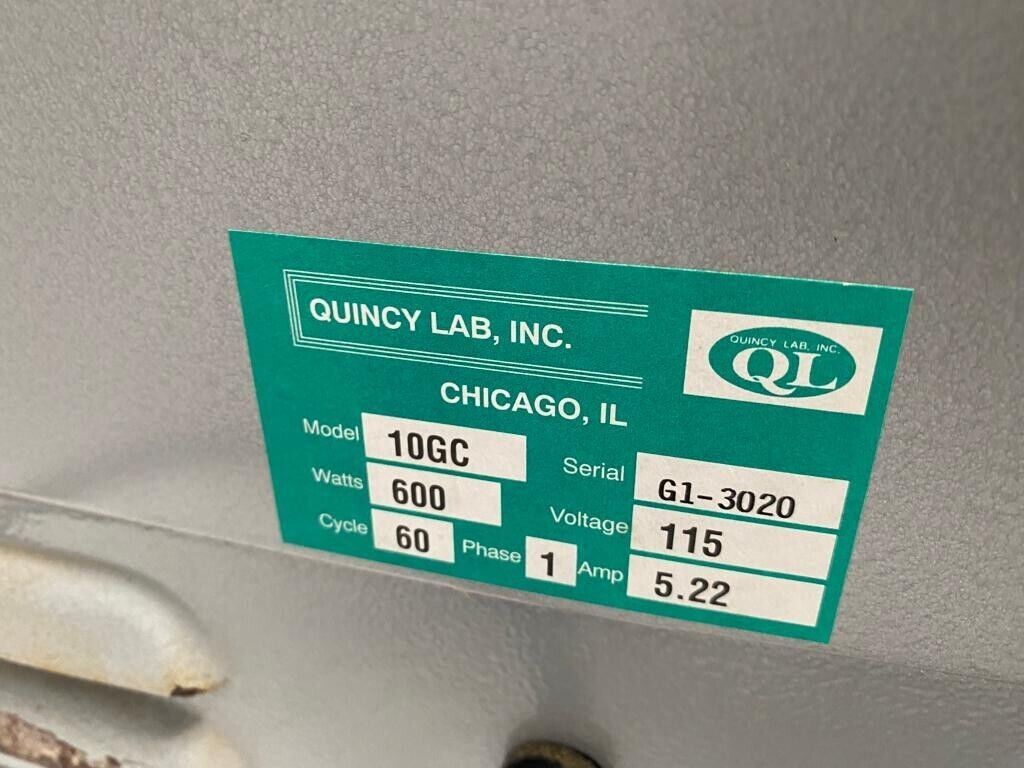 QUINCY LAB, INC.
QUINCY LAB, INC.
QL
CHICAGO, IL
Model 10GC Serial G1-3020
Watts 600 Voltage 115
Cycle 60 Phase 1 Amp 5.22